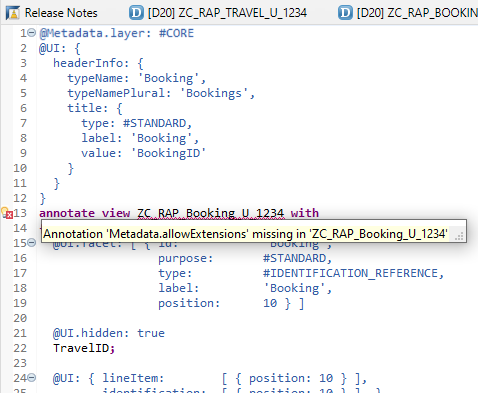 Release Notes [D20] ZC_RAP_TRAVEL_U_1234 [D20] ZC_RAP_BOOKIN
1 @Metadata.layer: #CORE
2 @UI: {
3 headerInfo: {
4 typeName: 'Booking',
5 typeNamePlural: 'Bookings',
6 title: {
7 type: #STANDARD,
8 label: 'Booking',
9 value: 'BookingID'
10 }
11 }
12 }
13 annotate view ZC_RAP_Booking_U_1234 with
Annotation 'Metadata.allowExtensions' missing in 'ZC_RAP_Booking_U_1234'
15 @UI.facet: [ { id: 'Booking',
16 purpose: #STANDARD,
17 type: #IDENTIFICATION_REFERENCE,
18 label: 'Booking',
19 position: 10 } ]
20
21 @UI.hidden: true
22 TravelID;
23
24 @UI: { lineItem: [ { position: 10 } ],
25 identification: [ { position: 10 } ] }